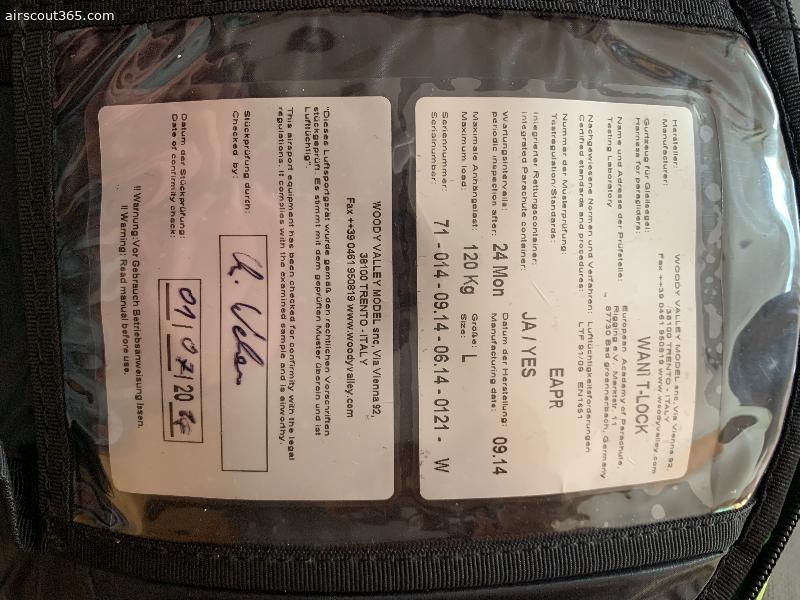 airscout365.com
Hersteller: WOODY VALLEY MODEL snc, Via Vienna 92,
Manufacturer: 38100 TRENTO - ITALY
Fax ++39 0461 950819 www.woodyvalley.com
Gurtzeug für Gleitsegel: WANI T-LOCK
Harness for paragliders:
Name und Adresse der Prüfstelle: European Academy of Parachute,
Testing Laboratory Rigging e.V. Marktstr. 11
87730 Bad groenenbach, Germany
Nachgewiesene Normen und Verfahren: Lufttüchtigkeitsforderungen
Certified standards and procedures: LTF 91/09 EN1651
Nummer der Musterprüfung: EAPR
Testregulation/Standards:
Integrierter Rettungscontainer: JA / YES
Integrated Parachute container:
Wartungsintervalls: 24 Mon Datum der Herstellung: 09.14
periodic inspection after: Manufacturing date:
Maximale Anhängelast: 120 Kg Größe: L
Maximum load: Size:
Seriennummer: 71 - 014 - 09.14 - 06.14 - 0121 - W
Serialnumber:
WOODY VALLEY MODEL snc, Via Vienna 92,
38100 TRENTO - ITALY
Fax ++39 0461 950819 www.woodyvalley.com
"Dieses Luftsportgerät wurde gemäß den rechtlichen Vorschriften
stückgeprüft. Es stimmt mit dem geprüften Muster überein und ist
Lufttüchtig".
This airsport equipment has been checked for confirmity with the legal
regulations. It complies with the examined sample and is airworthy.
Stückprüfung durch:
Checked by:
Datum der Stückprüfung: 01/07/20
Date of confirmity check:
!! Warnung: Vor Gebrauch Betriebsanweisung lesen.
!! Warning: Read manual before use.